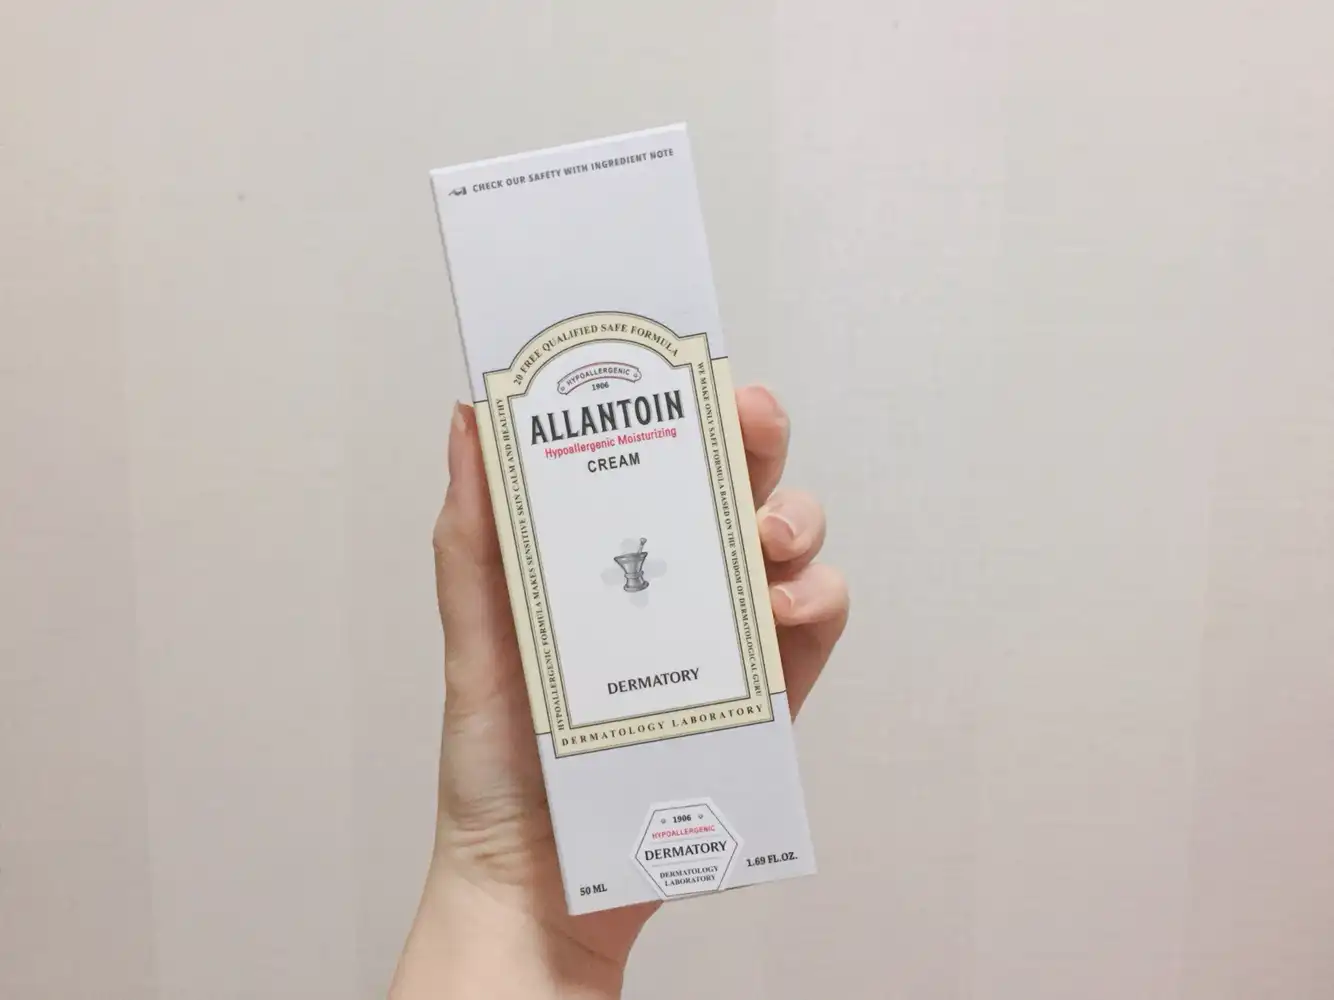 CHECK OUR SAFETY WITH INGREDIENT NOTE
20 FREE QUALIFIED SAFE FORMULA
HYPOALLERGENIC
1906
ALLANTOIN
Hypoallergenic Moisturizing
CREAM
HYPOALLERGENIC FORMULA MAKES SENSITIVE SKIN CALM AND HEALTHY
WE MAKE ONLY SAFE FORMULA BASED ON THE WISDOM OF DERMATOLOGICAL GURU
DERMATORY
DERMATOLOGY LABORATORY
1906
HYPOALLERGENIC
DERMATORY
DERMATOLOGY
LABORATORY
50 ML
1.69 FL.OZ.